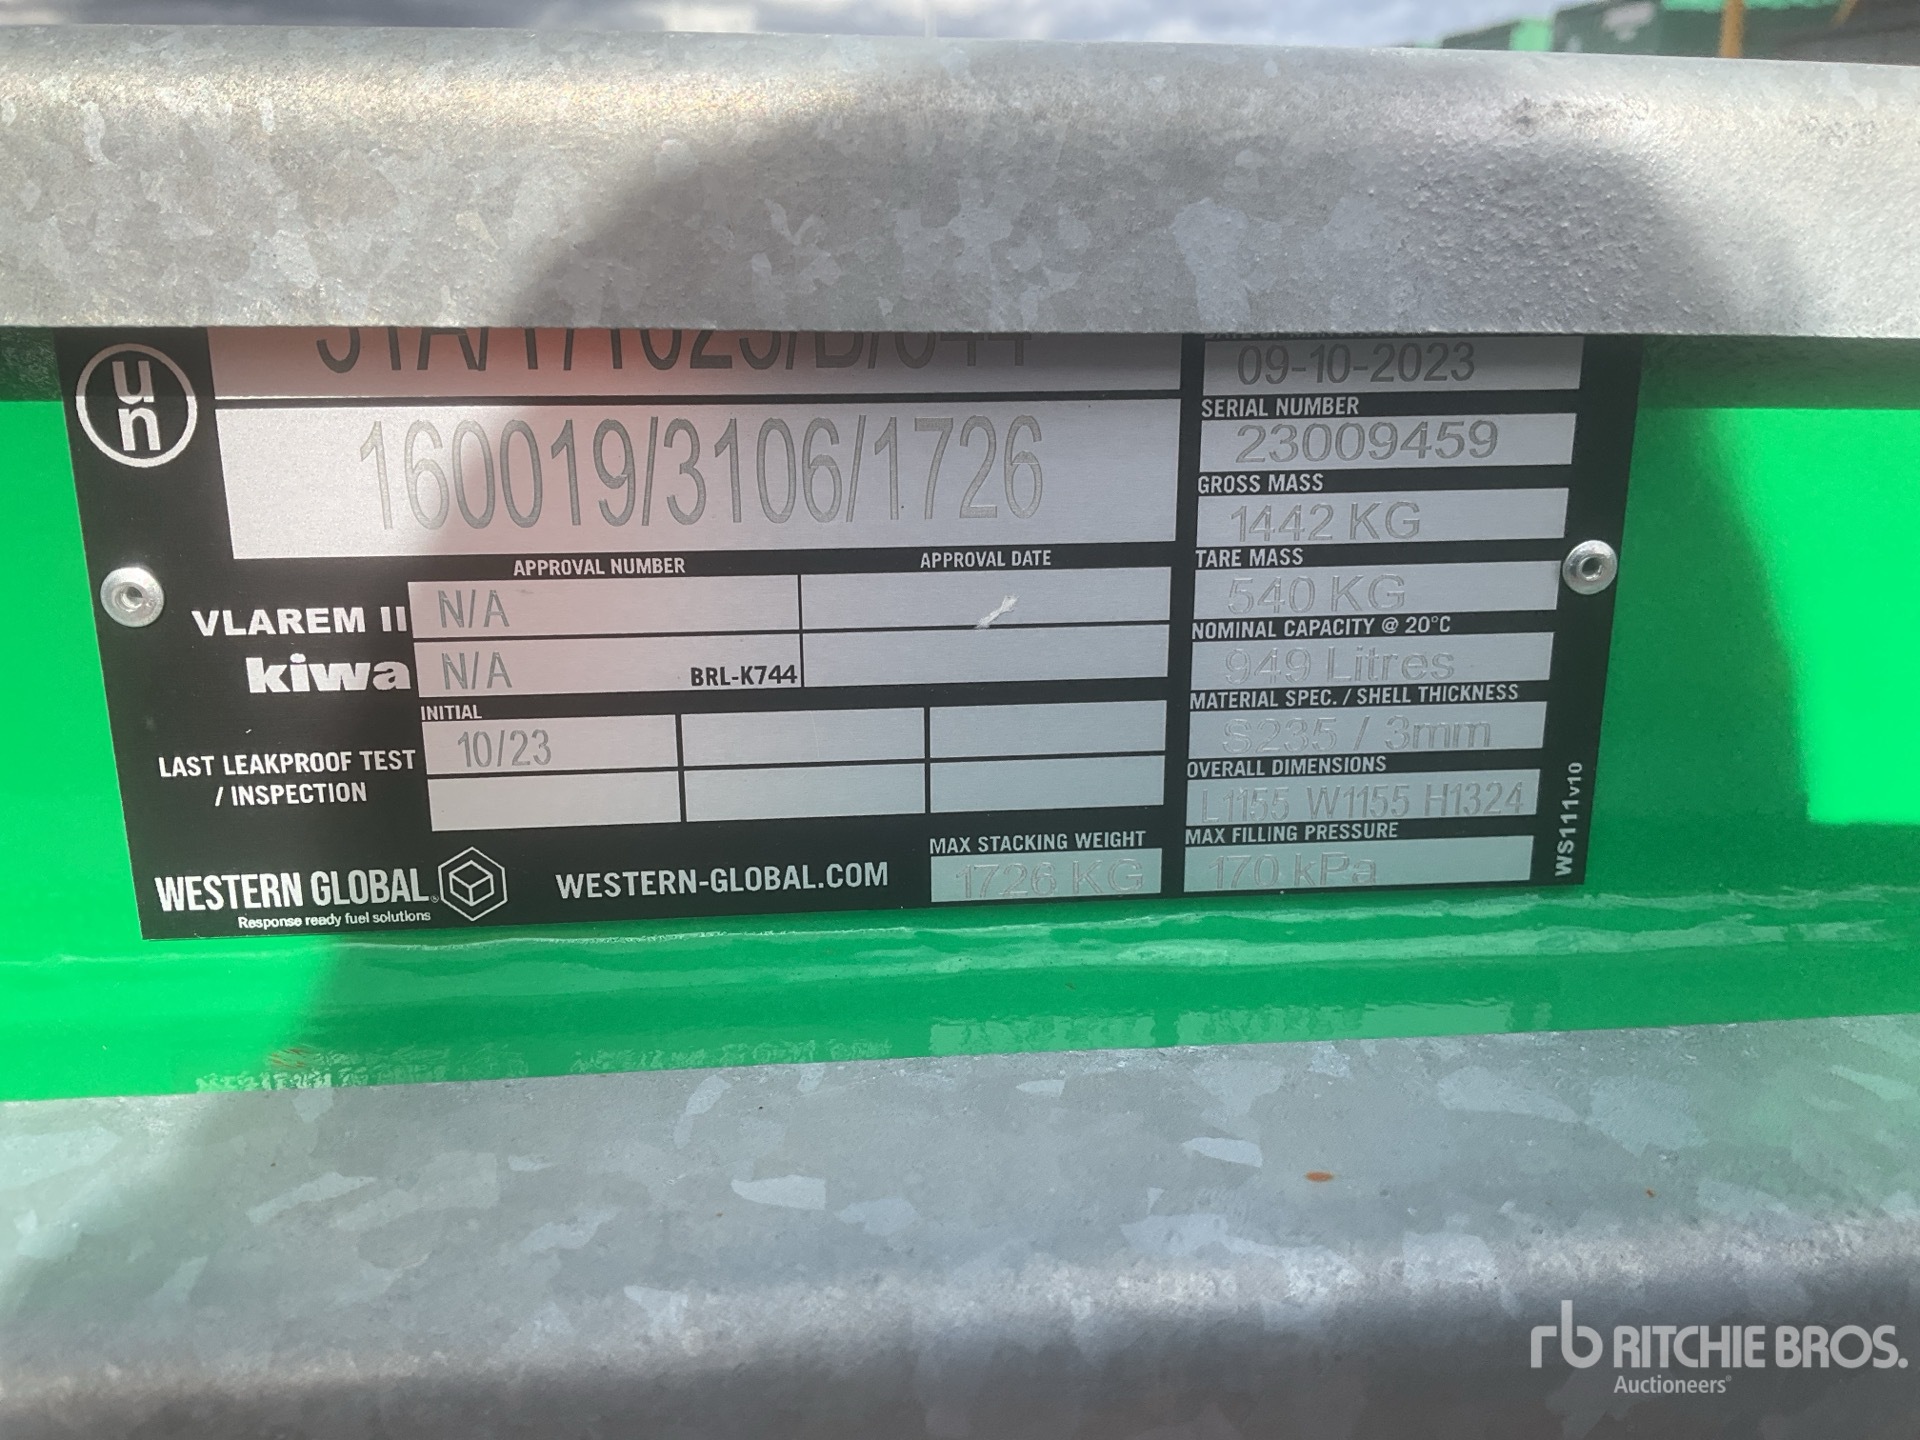 un
160019/3106/1726
APPROVAL NUMBER
APPROVAL DATE
VLAREM II
N/A
kiwa
N/A
BRL-K744
INITIAL
10/23
LAST LEAKPROOF TEST
/ INSPECTION
WESTERN GLOBAL®
Response ready fuel solutions
WESTERN-GLOBAL.COM
MAX STACKING WEIGHT
1726 KG
09-10-2023
SERIAL NUMBER
23009459
GROSS MASS
1442 KG
TARE MASS
540 KG
NOMINAL CAPACITY @ 20°C
949 Litres
MATERIAL SPEC. / SHELL THICKNESS
S235 / 3mm
OVERALL DIMENSIONS
L1155 W1155 H1324
MAX FILLING PRESSURE
170 kPa
WS111v10
rb RITCHIE BROS.
Auctioneers®